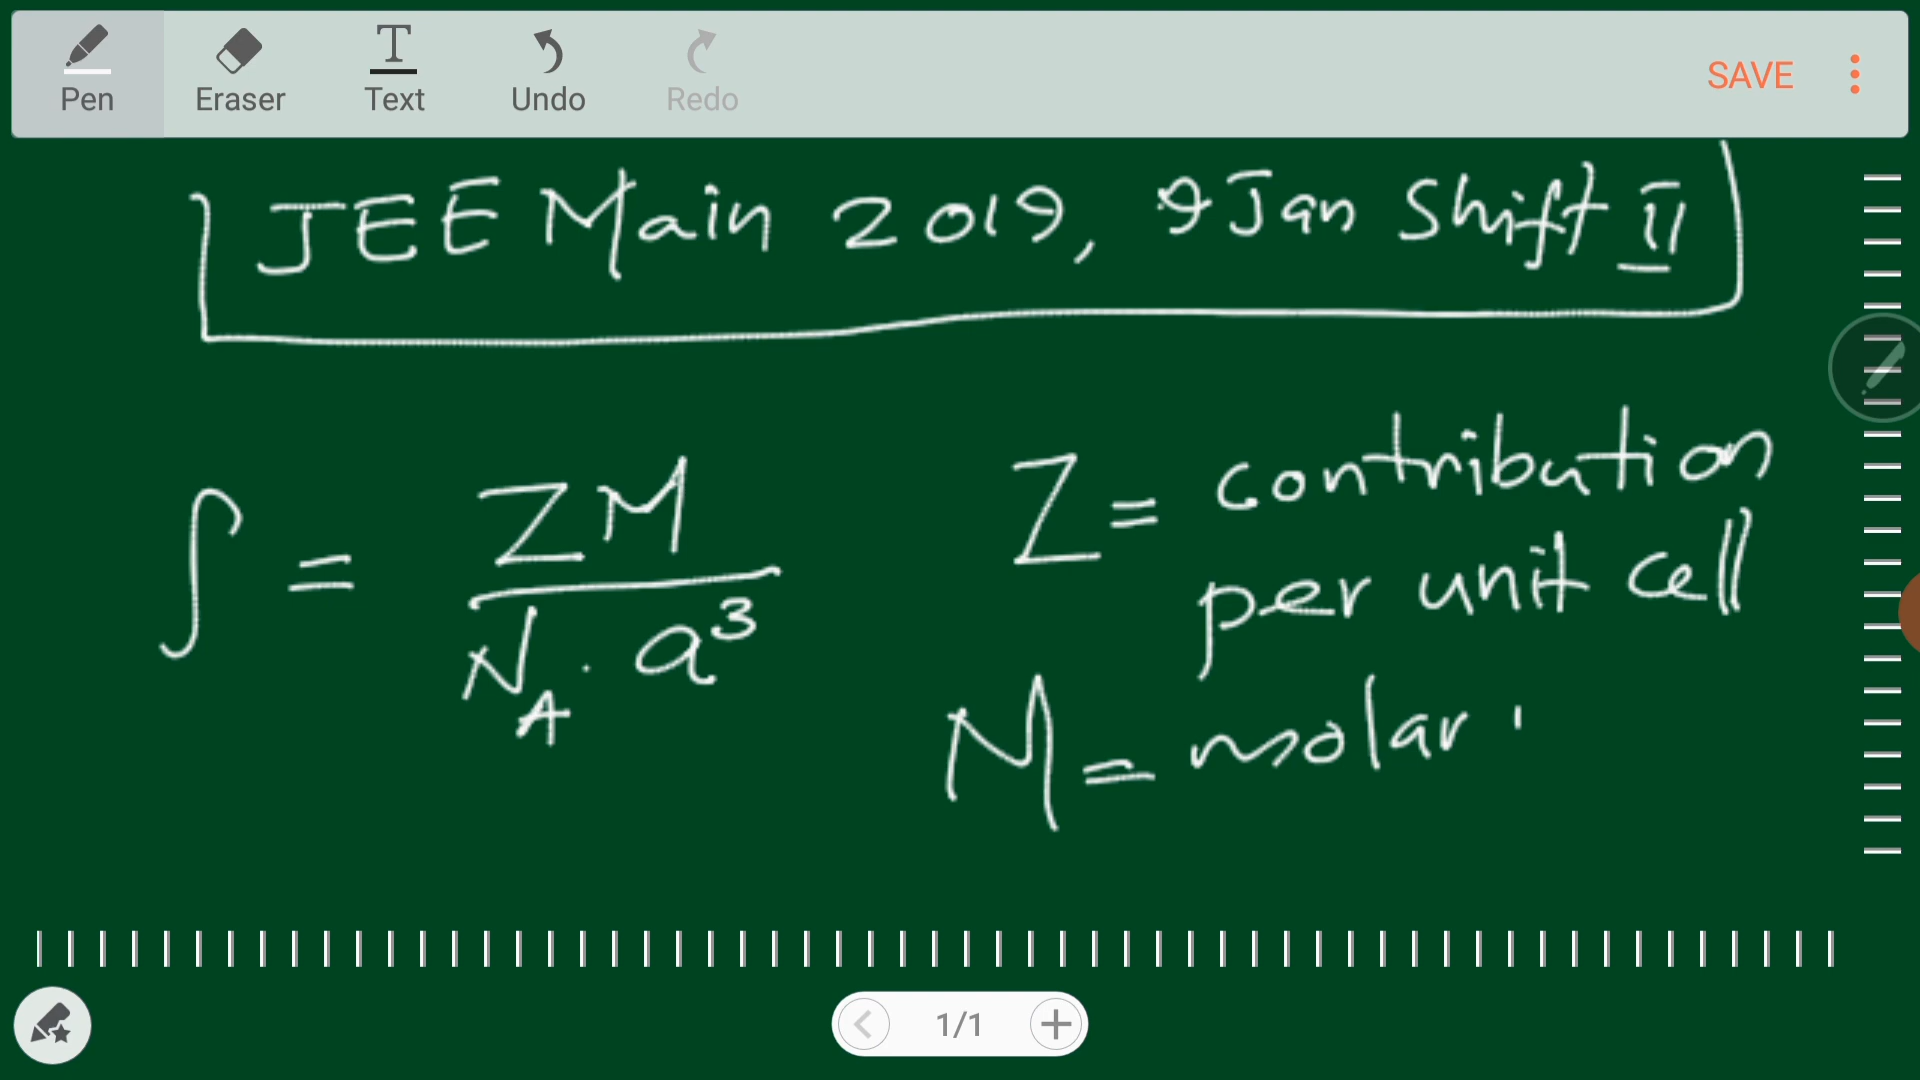 Pen Eraser Text Undo Redo SAVE
JEE Main 2019, 9 Jan Shift II
∫ = ZM / N_A · a³
Z = contribution
per unit cell
M = molar
1/1